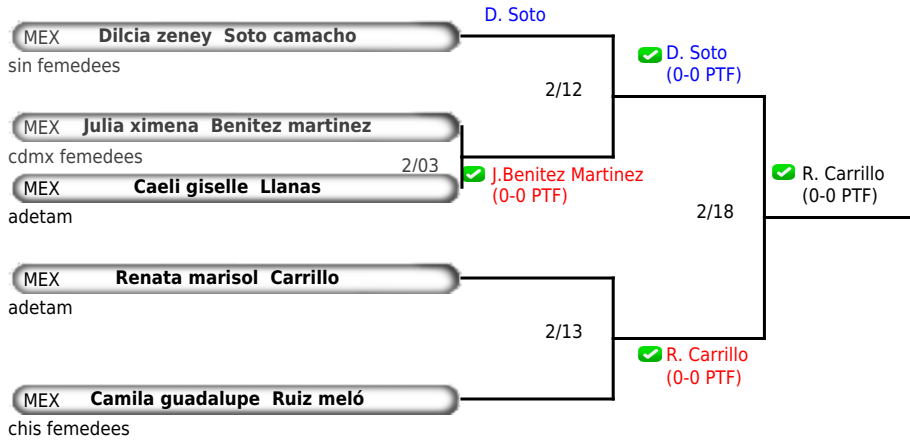 D. Soto
MEX Dilcia zeney Soto camacho
sin femedees
D. Soto
(0-0 PTF)
2/12
MEX Julia ximena Benitez martinez
cdmx femedees
2/03
J.Benitez Martinez
(0-0 PTF)
MEX Caeli giselle Llanas
adetam
R. Carrillo
(0-0 PTF)
2/18
MEX Renata marisol Carrillo
adetam
2/13
R. Carrillo
(0-0 PTF)
MEX Camila guadalupe Ruiz meló
chis femedees